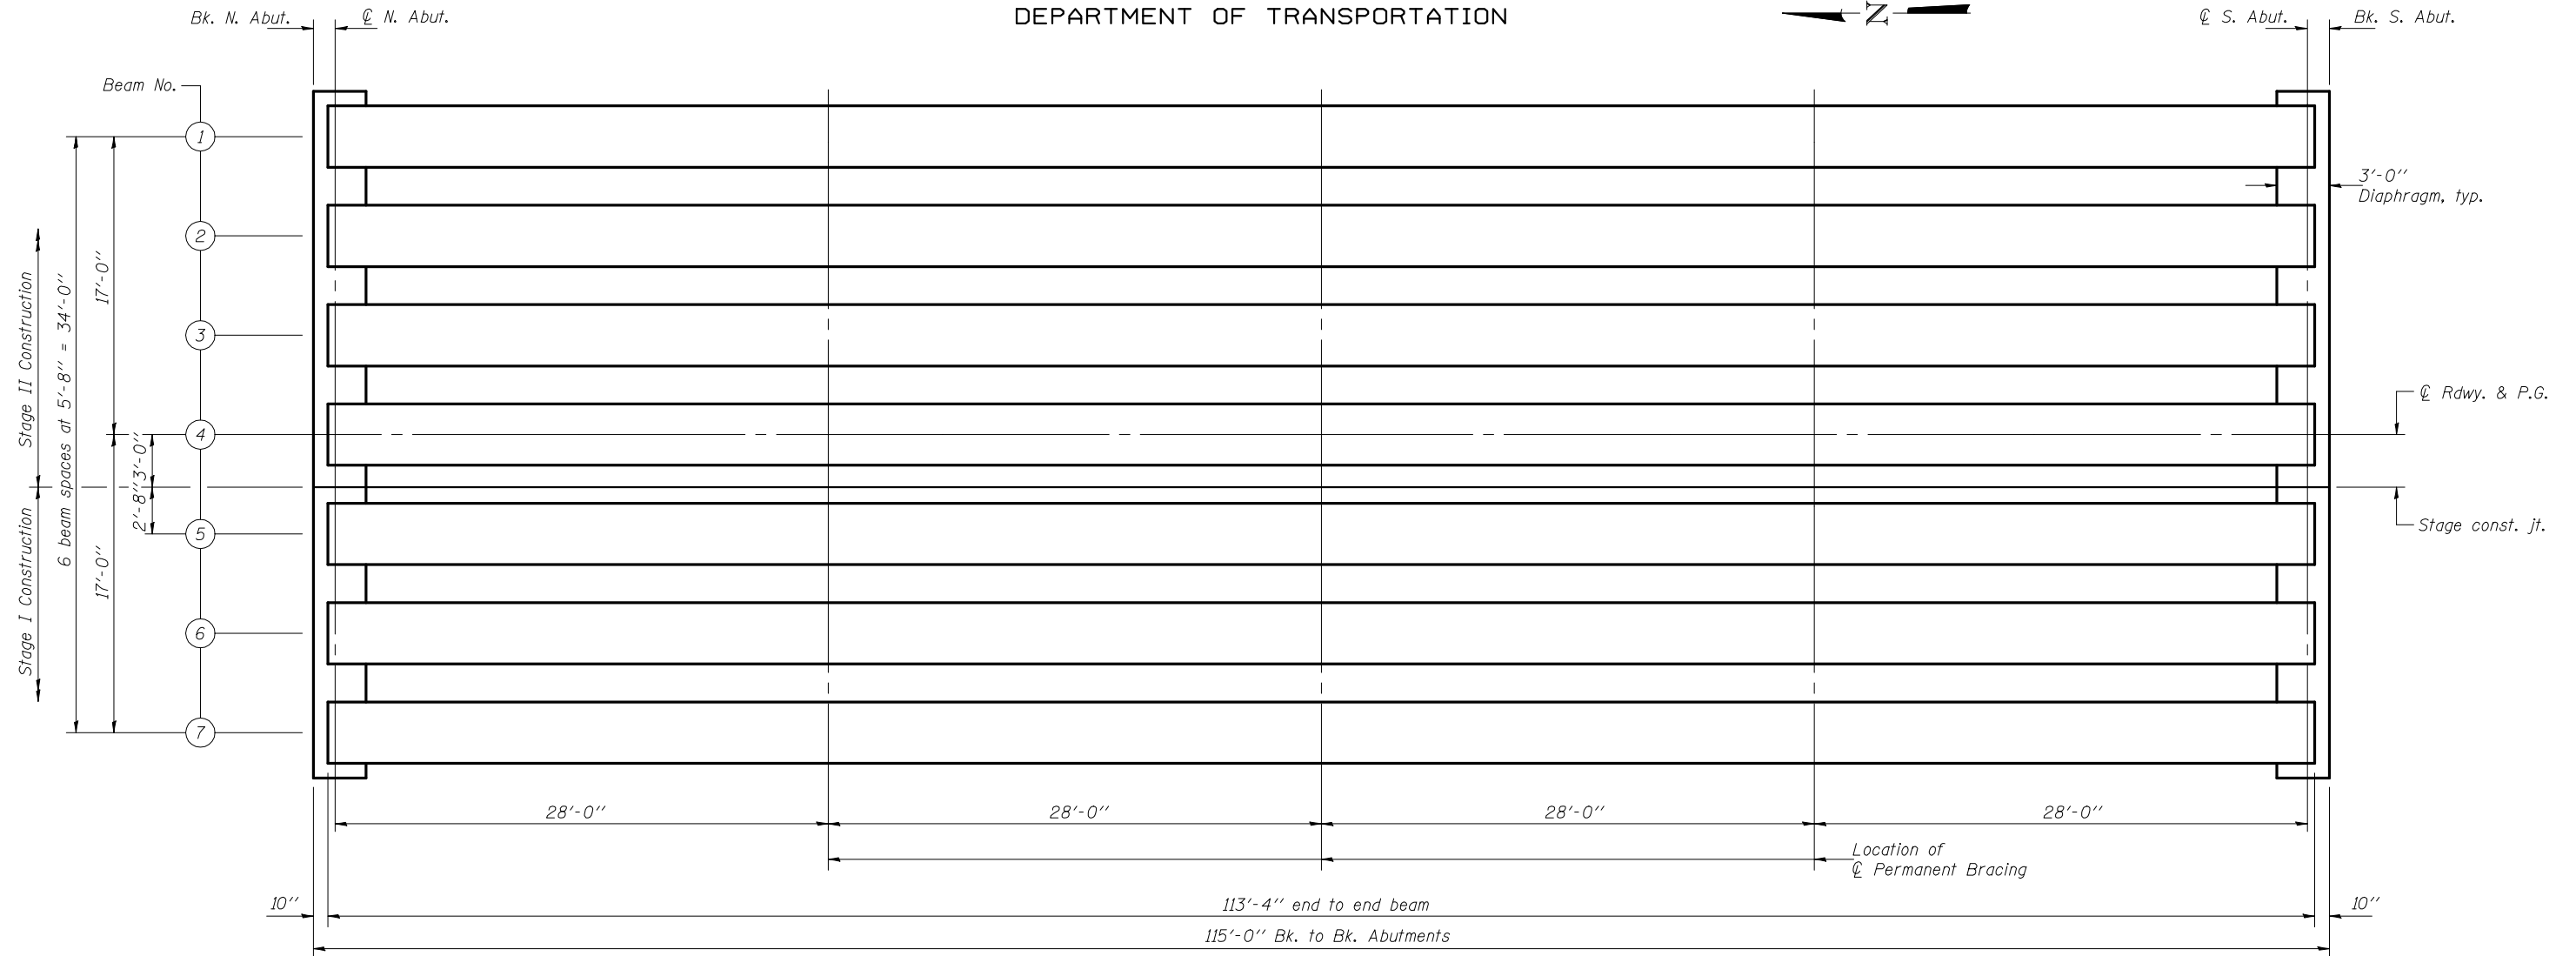 DEPARTMENT OF TRANSPORTATION
Bk. N. Abut.
℄ N. Abut.
N
℄ S. Abut.
Bk. S. Abut.
Beam No.
1
2
3
4
5
6
7
Stage II Construction
Stage I Construction
6 beam spaces at 5'-8" = 34'-0"
17'-0"
17'-0"
3'-0"
2'-8"
3'-0"
Diaphragm, typ.
℄ Rdwy. & P.G.
Stage const. jt.
28'-0"
28'-0"
28'-0"
28'-0"
Location of
℄ Permanent Bracing
10"
113'-4" end to end beam
10"
115'-0" Bk. to Bk. Abutments